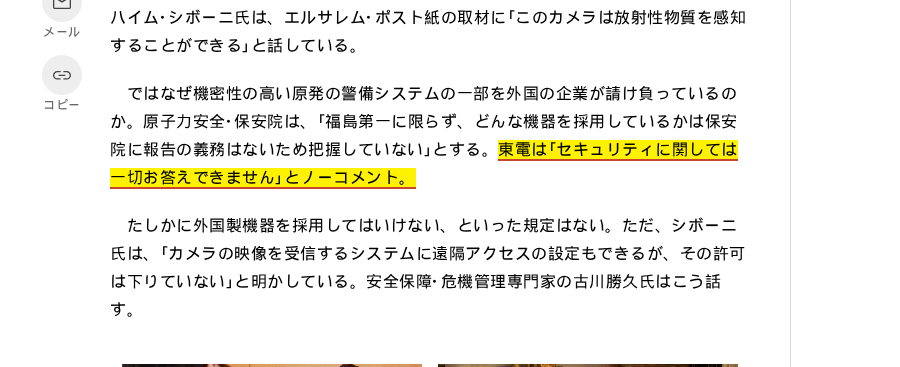 ハイム・シボーニ氏は、エルサレム・ポスト紙の取材に「このカメラは放射性物質を感知
メール
することができる」と話している。
コピー
ではなぜ機密性の高い原発の警備システムの一部を外国の企業が請け負っているの
か。原子力安全・保安院は、「福島第一に限らず、どんな機器を採用しているかは保安
院に報告の義務はないため把握していない」とする。東電は「セキュリティに関しては
一切お答えできません」とノーコメント。
たしかに外国製機器を採用してはいけない、といった規定はない。ただ、シボーニ
氏は、「カメラの映像を受信するシステムに遠隔アクセスの設定もできるが、その許可
は下りていない」と明かしている。安全保障・危機管理専門家の古川勝久氏はこう話
す。